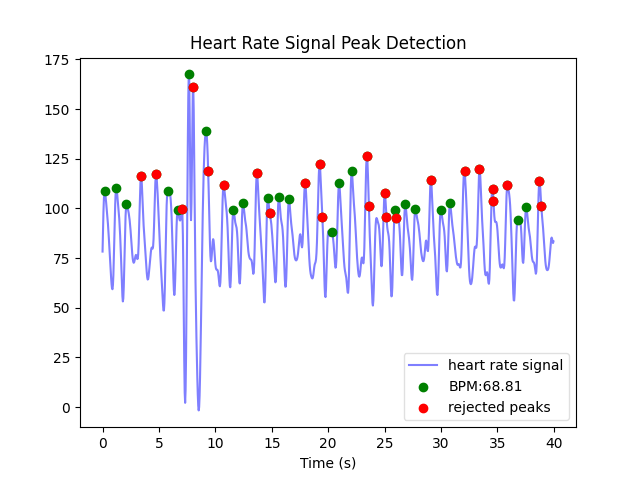 Heart Rate Signal Peak Detection
175
150
125
100
75
50
25
0
heart rate signal
BPM:68.81
rejected peaks
0 5 10 15 20 25 30 35 40
Time (s)